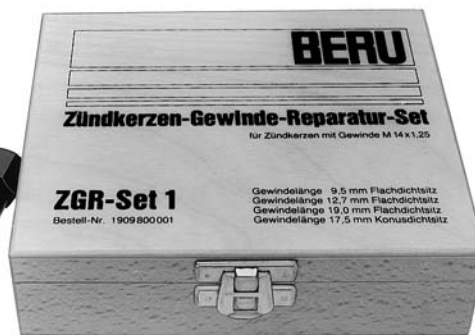 BERU
Zündkerzen-Gewinde-Reparatur-Set
für Zündkerzen mit Gewinde M 14x1,25
ZGR-Set 1
Bestell-Nr. 1909800001
Gewindelänge 9,5 mm Flachdichtsitz
Gewindelänge 12,7 mm Flachdichtsitz
Gewindelänge 19,0 mm Flachdichtsitz
Gewindelänge 17,5 mm Konusdichtsitz